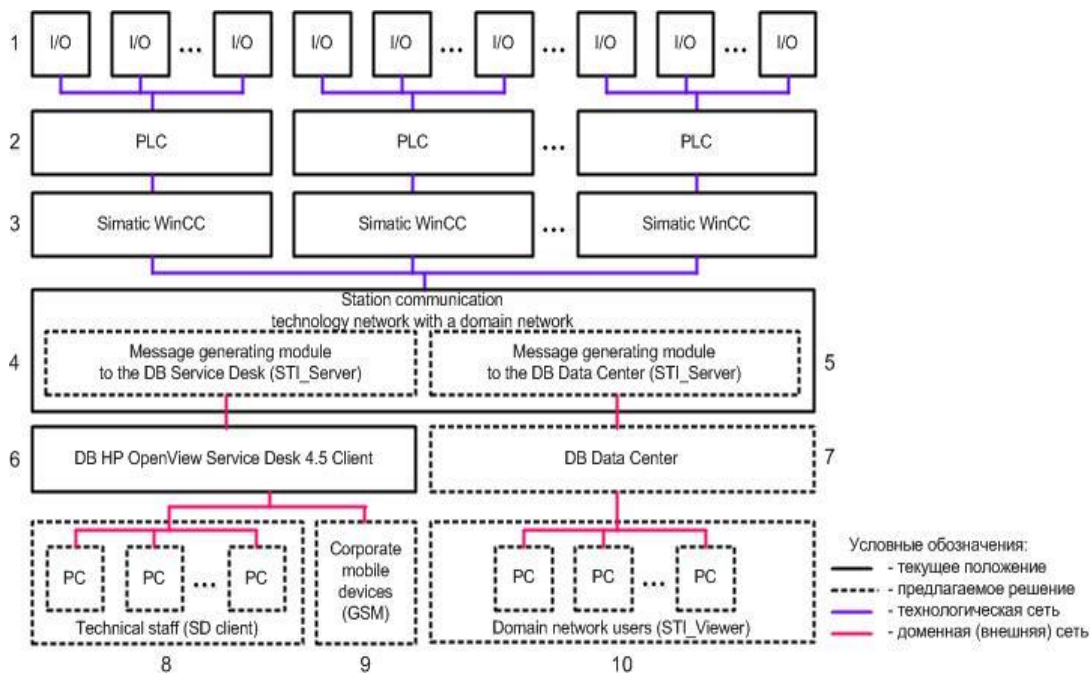 1 I/O I/O ... I/O I/O I/O ... I/O ... I/O I/O ... I/O
2 PLC PLC ... PLC
3 Simatic WinCC Simatic WinCC ... Simatic WinCC
Station communication
technology network with a domain network
4 Message generating module
to the DB Service Desk (STI_Server)
Message generating module
to the DB Data Center (STI_Server)
5
6 DB HP OpenView Service Desk 4.5 Client
DB Data Center 7
PC PC ... PC
Technical staff (SD client)
Corporate
mobile
devices
(GSM)
PC PC ... PC
Domain network users (STI_Viewer)
8 9 10
Условные обозначения:
- текущее положение
- предлагаемое решение
- технологическая сеть
- доменная (внешняя) сеть